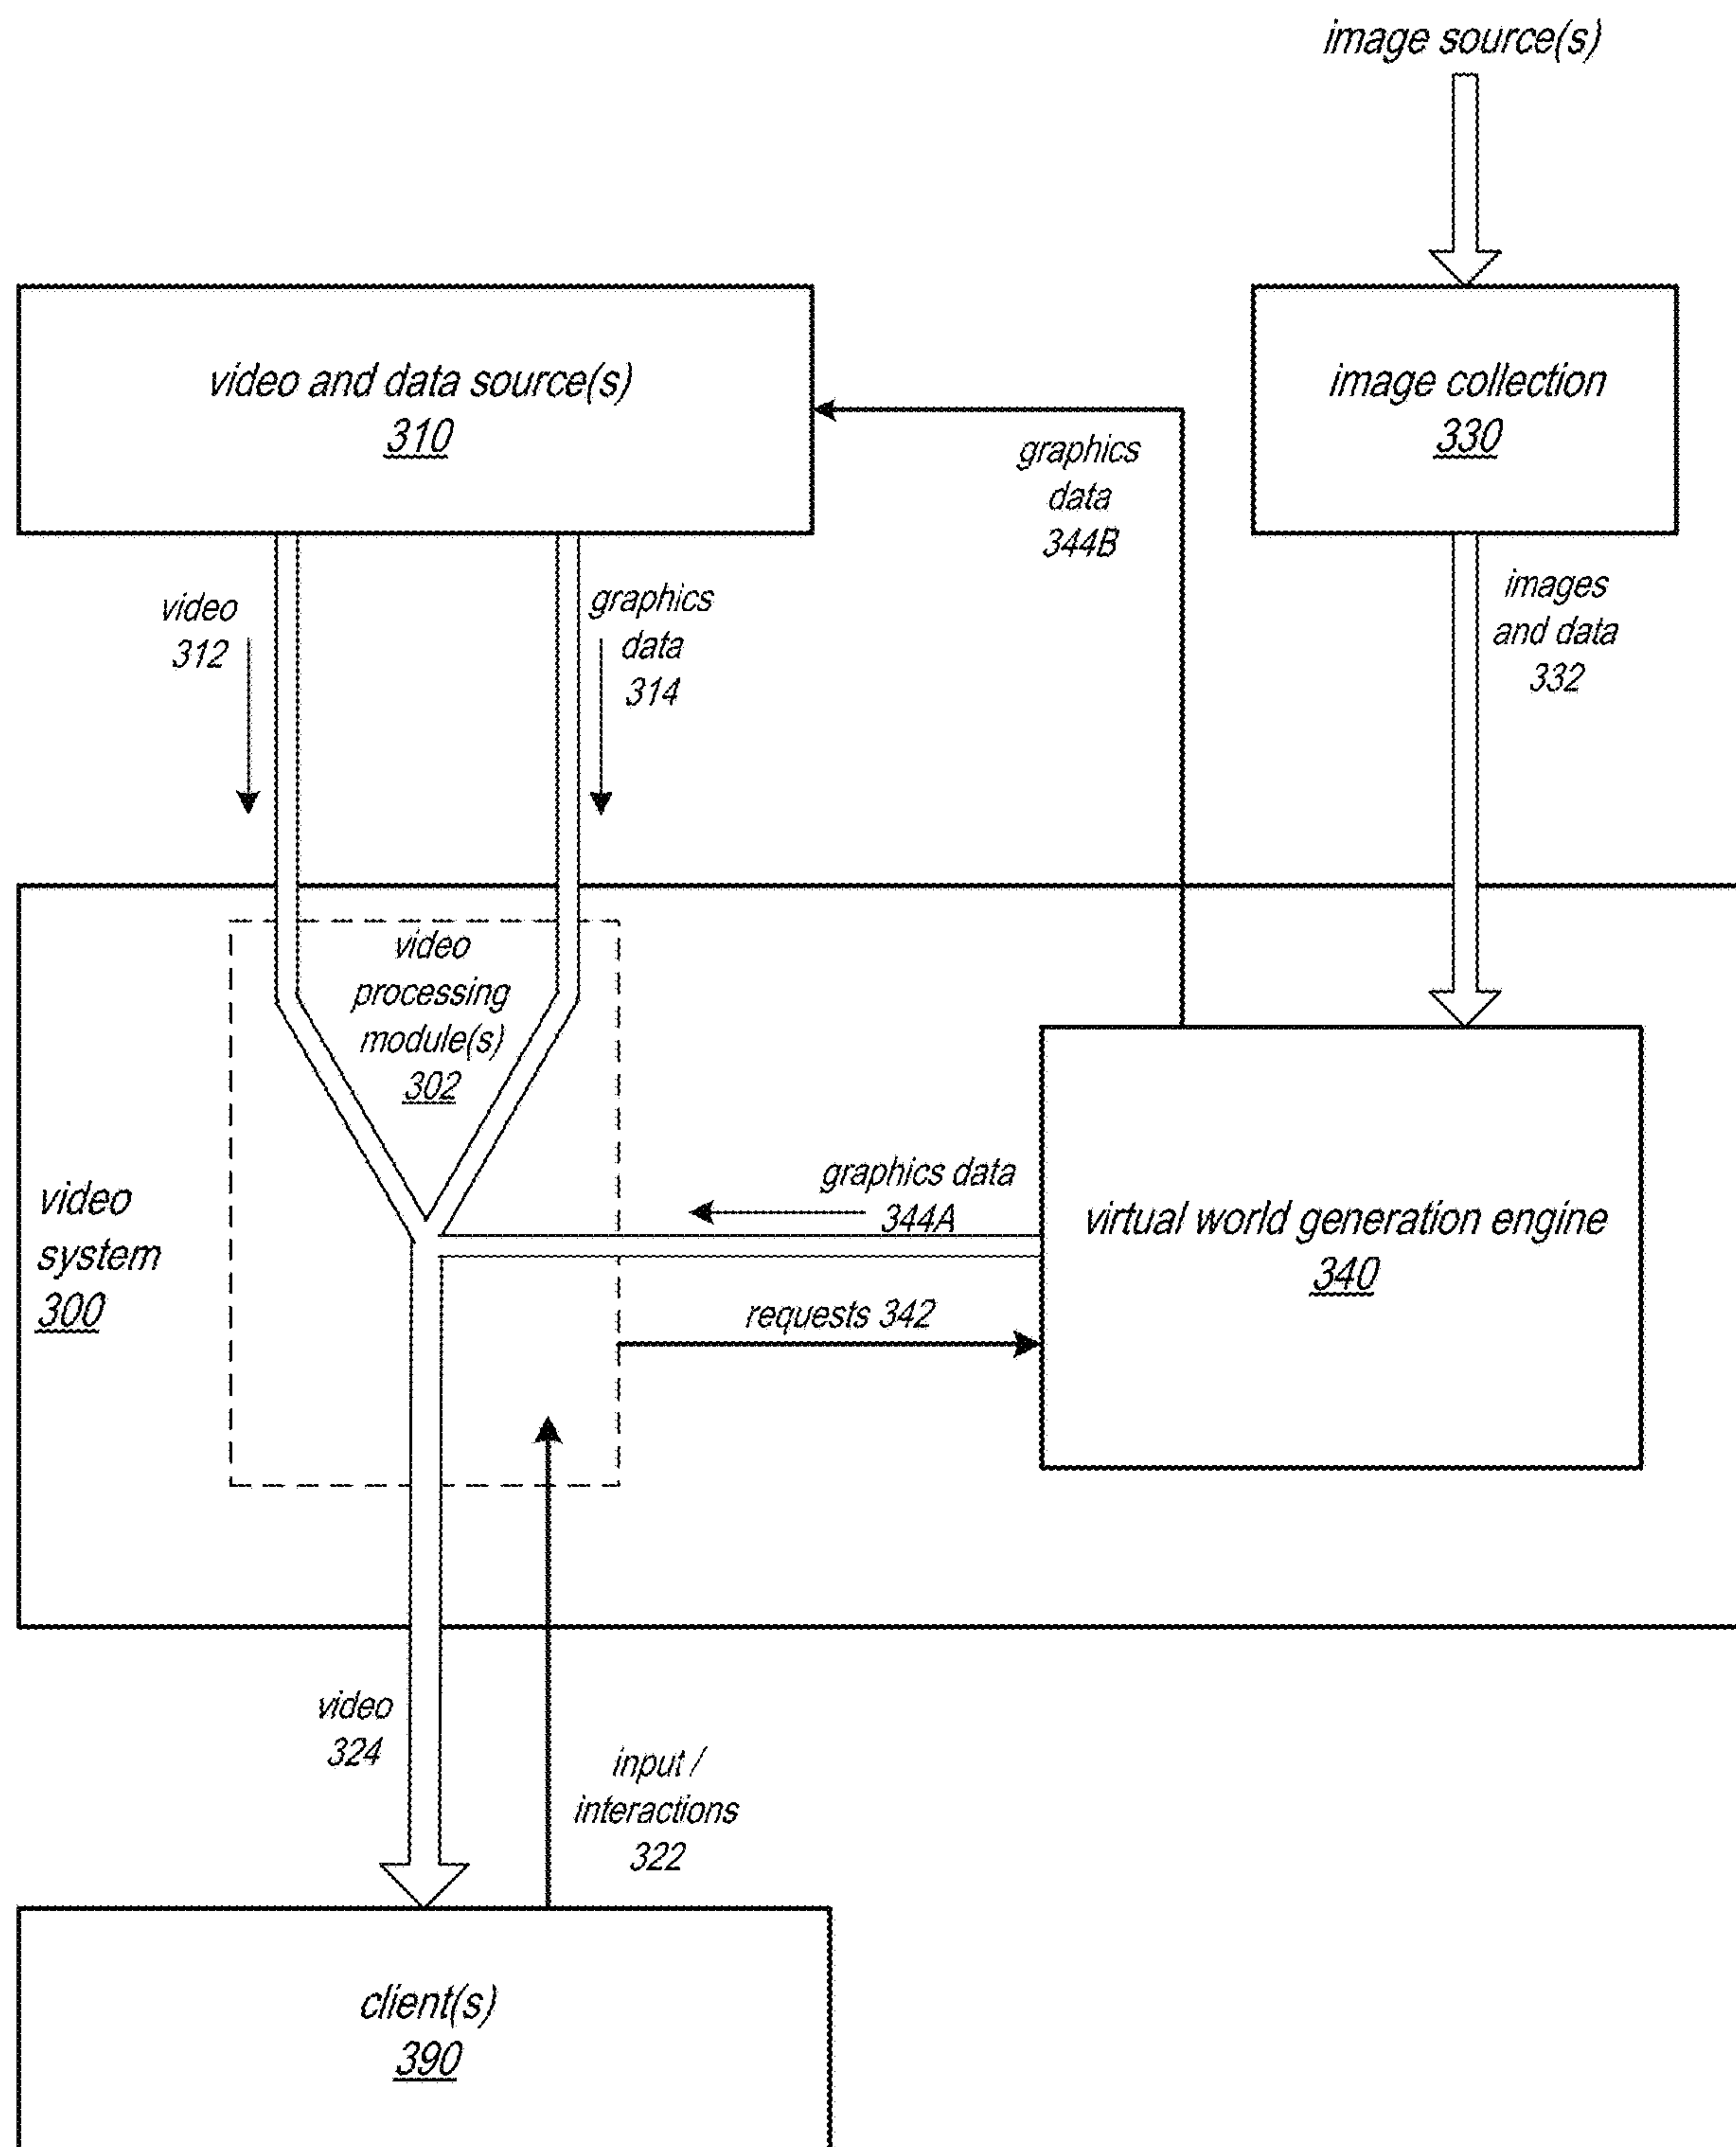 image source(s)
video and data source(s)
310
image collection
330
graphics
data
344B
video
312
graphics
data
314
images
and data
332
video
processing
module(s)
302
video
system
300
graphics data
344A
requests 342
virtual world generation engine
340
video
324
input /
interactions
322
client(s)
390